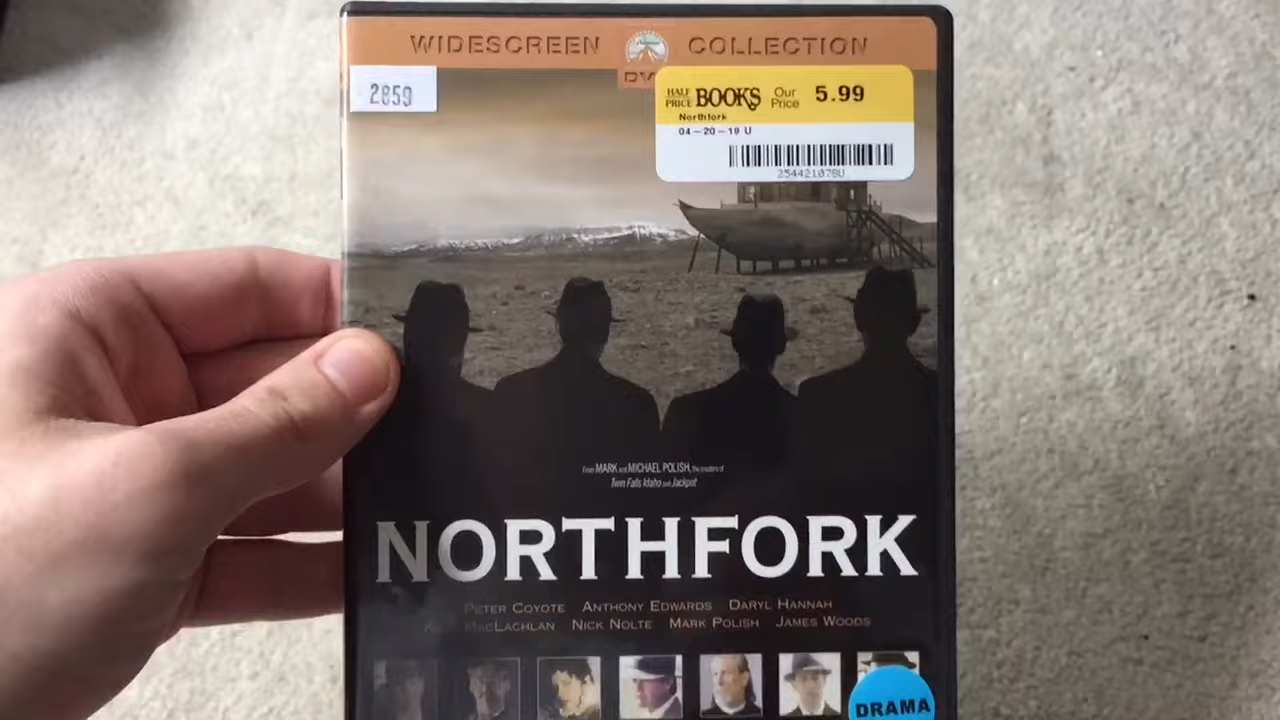 WIDESCREEN COLLECTION
2859
HALF PRICE BOOKS Our Price 5.99
Northfork
04-20-19 U
254421078U
From MARK and MICHAEL POLISH, the creators of
Twin Falls Idaho and Jackpot
NORTHFORK
PETER COYOTE ANTHONY EDWARDS DARYL HANNAH
MACLACHLAN NICK NOLTE MARK POLISH JAMES WOODS
DRAMA